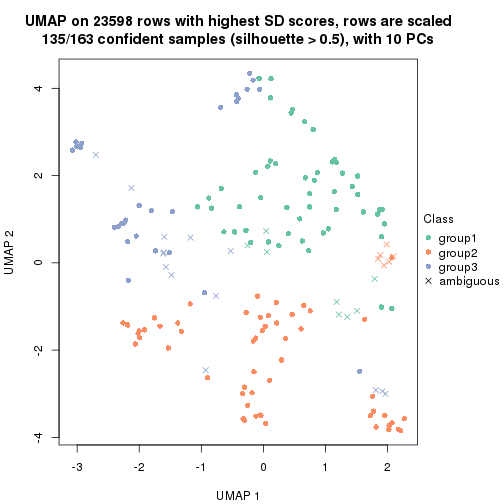 UMAP on 23598 rows with highest SD scores, rows are scaled
135/163 confident samples (silhouette > 0.5), with 10 PCs
4
2
0
-2
-4
UMAP 2
-3 -2 -1 0 1 2
UMAP 1
Class
group1
group2
group3
ambiguous